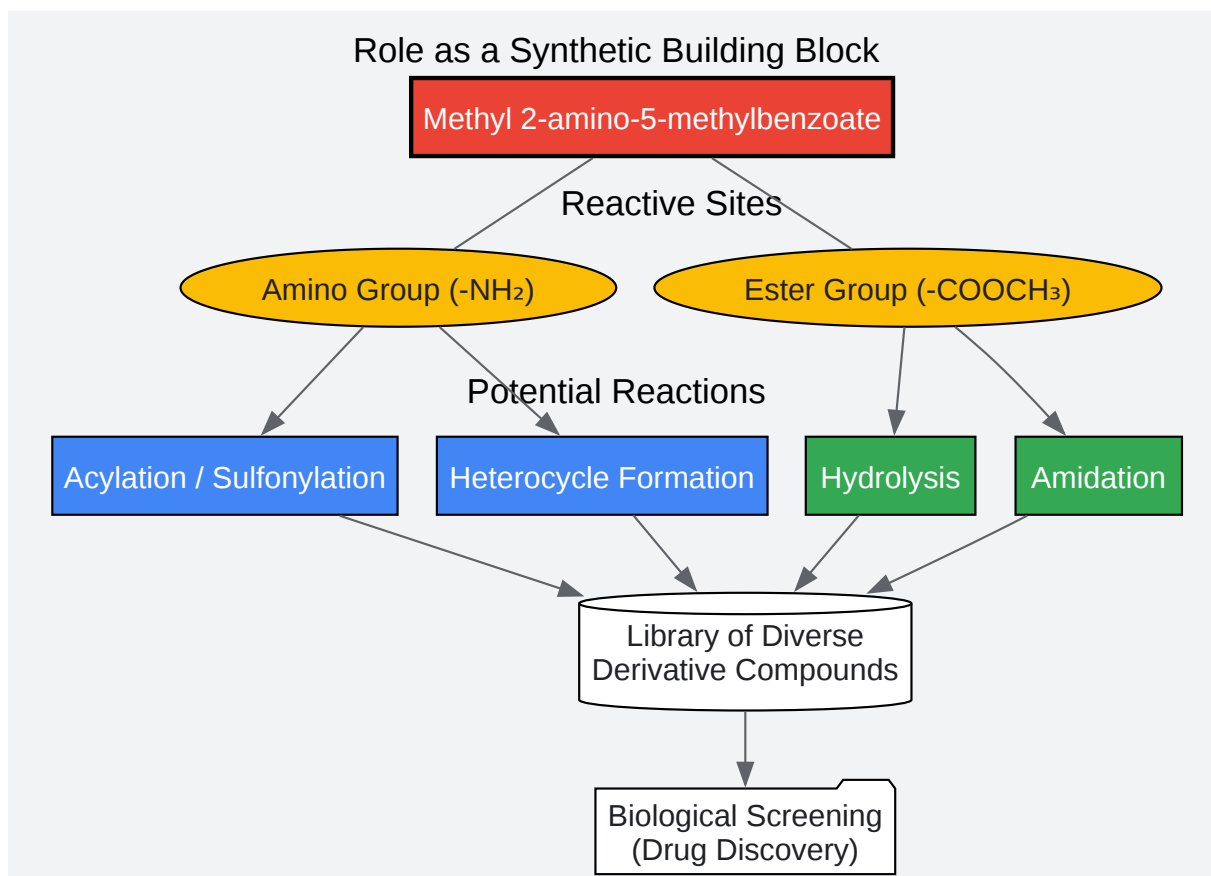 Role as a Synthetic Building Block
Methyl 2-amino-5-methylbenzoate
Reactive Sites
Amino Group (-NH₂)
Ester Group (-COOCH₃)
Potential Reactions
Acylation / Sulfonylation
Heterocycle Formation
Hydrolysis
Amidation
Library of Diverse
Derivative Compounds
Biological Screening
(Drug Discovery)